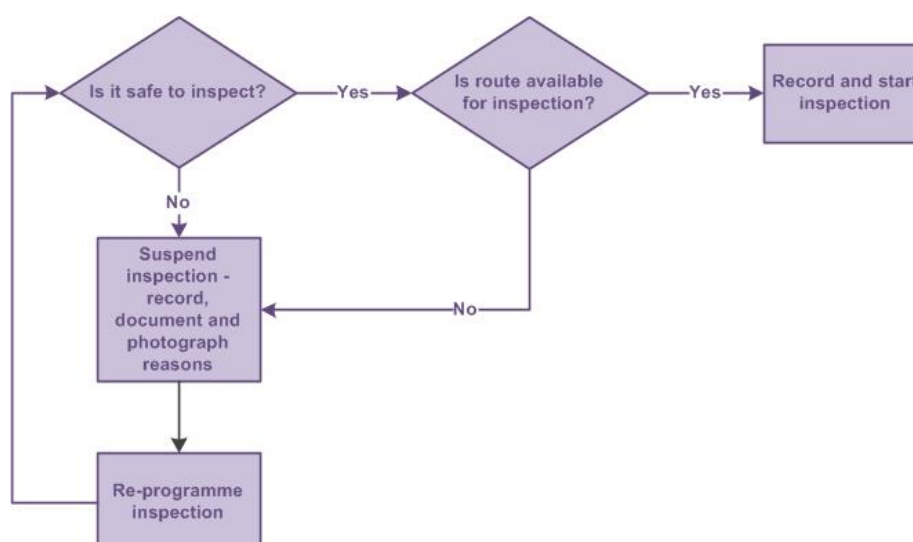 Is it safe to inspect?
Yes
Is route available
for inspection?
Yes
Record and start
inspection
No
Suspend
inspection -
record,
document and
photograph
reasons
No
Re-programme
inspection